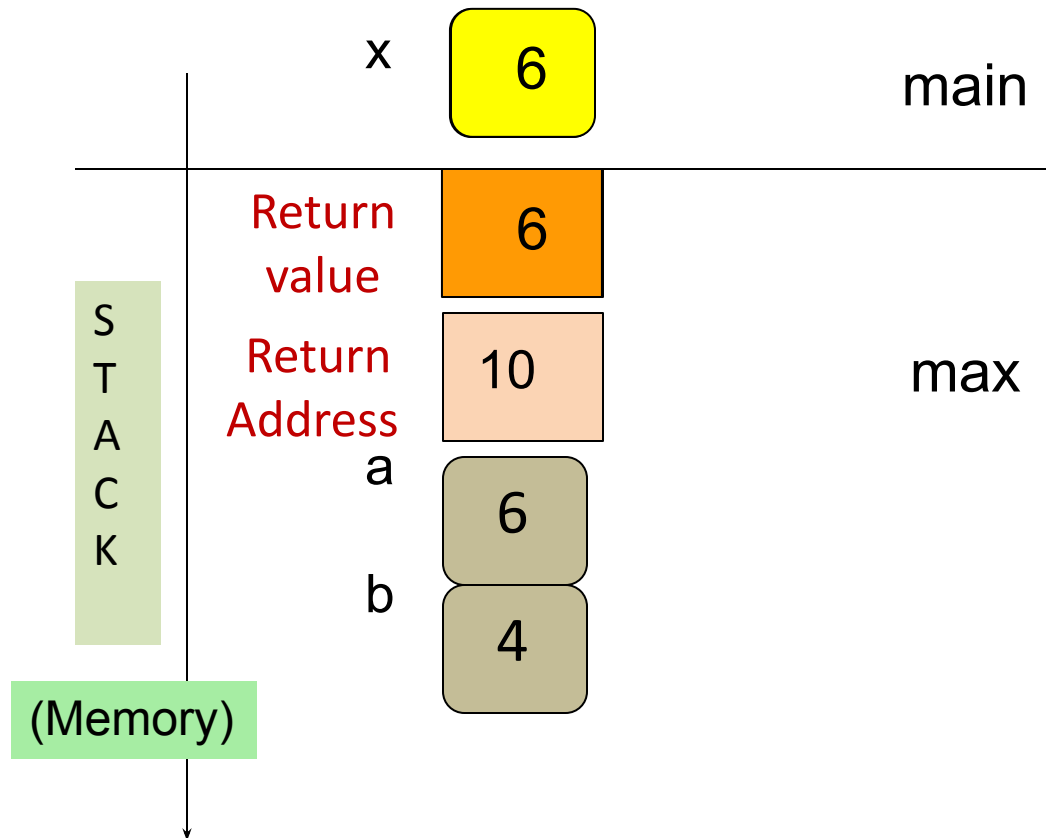 x
6
main
Return
value
6
S
T
A
C
K
Return
Address
10
max
a
6
b
4
(Memory)